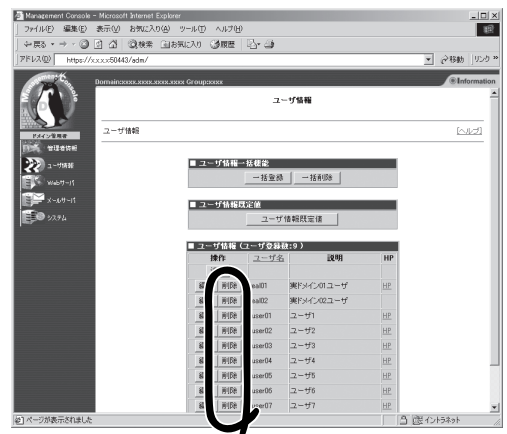 Management Console - Microsoft Internet Explorer
ファイル(F) 編集(E) 表示(V) お気に入り(A) ツール(T) ヘルプ(H)
戻る 検索 お気に入り 履歴
アドレス(D) https://x.x.x.x:50443/adm/ 移動 リンク »
Management Console
Domain:xxxx.xxxx.xxxx.xxxx Group:xxxx Information
ユーザ情報
ドメイン管理者
管理者情報
ユーザ情報
Webサーバ
メールサーバ
システム
ユーザ情報 [ヘルプ]
■ ユーザ情報一括機能
一括登録 一括削除
■ ユーザ情報既定値
ユーザ情報既定値
■ ユーザ情報 (ユーザ登録数:9 )
操作 ユーザ名 説明 HP
削除 real01 実ドメイン01ユーザ HP
削除 real02 実ドメイン02ユーザ
削除 user01 ユーザ1 HP
削除 user02 ユーザ2 HP
削除 user03 ユーザ3 HP
削除 user04 ユーザ4 HP
削除 user05 ユーザ5 HP
削除 user06 ユーザ6 HP
削除 user07 ユーザ7 HP
ページが表示されました イントラネット